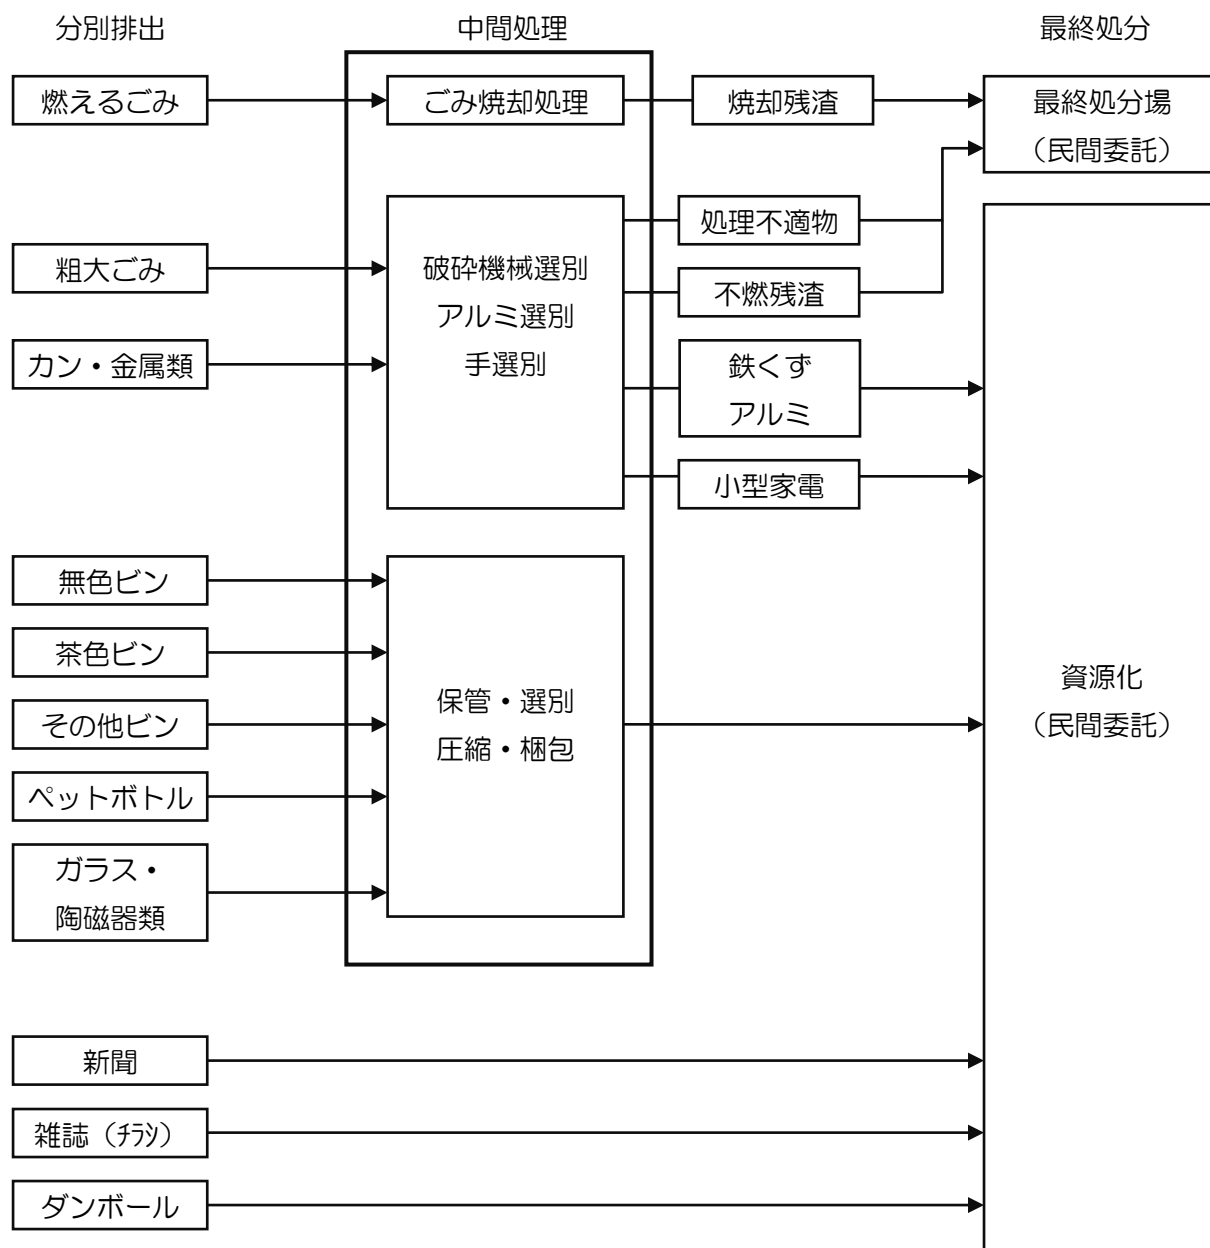 分別排出
中間処理
最終処分
燃えるごみ
ごみ焼却処理
焼却残渣
最終処分場
（民間委託）
処理不適物
粗大ごみ
破砕機械選別
アルミ選別
手選別
不燃残渣
カン・金属類
鉄くず
アルミ
小型家電
無色ビン
茶色ビン
その他ビン
保管・選別
圧縮・梱包
資源化
（民間委託）
ペットボトル
ガラス・
陶磁器類
新聞
雑誌（ﾁﾗｼ）
ダンボール